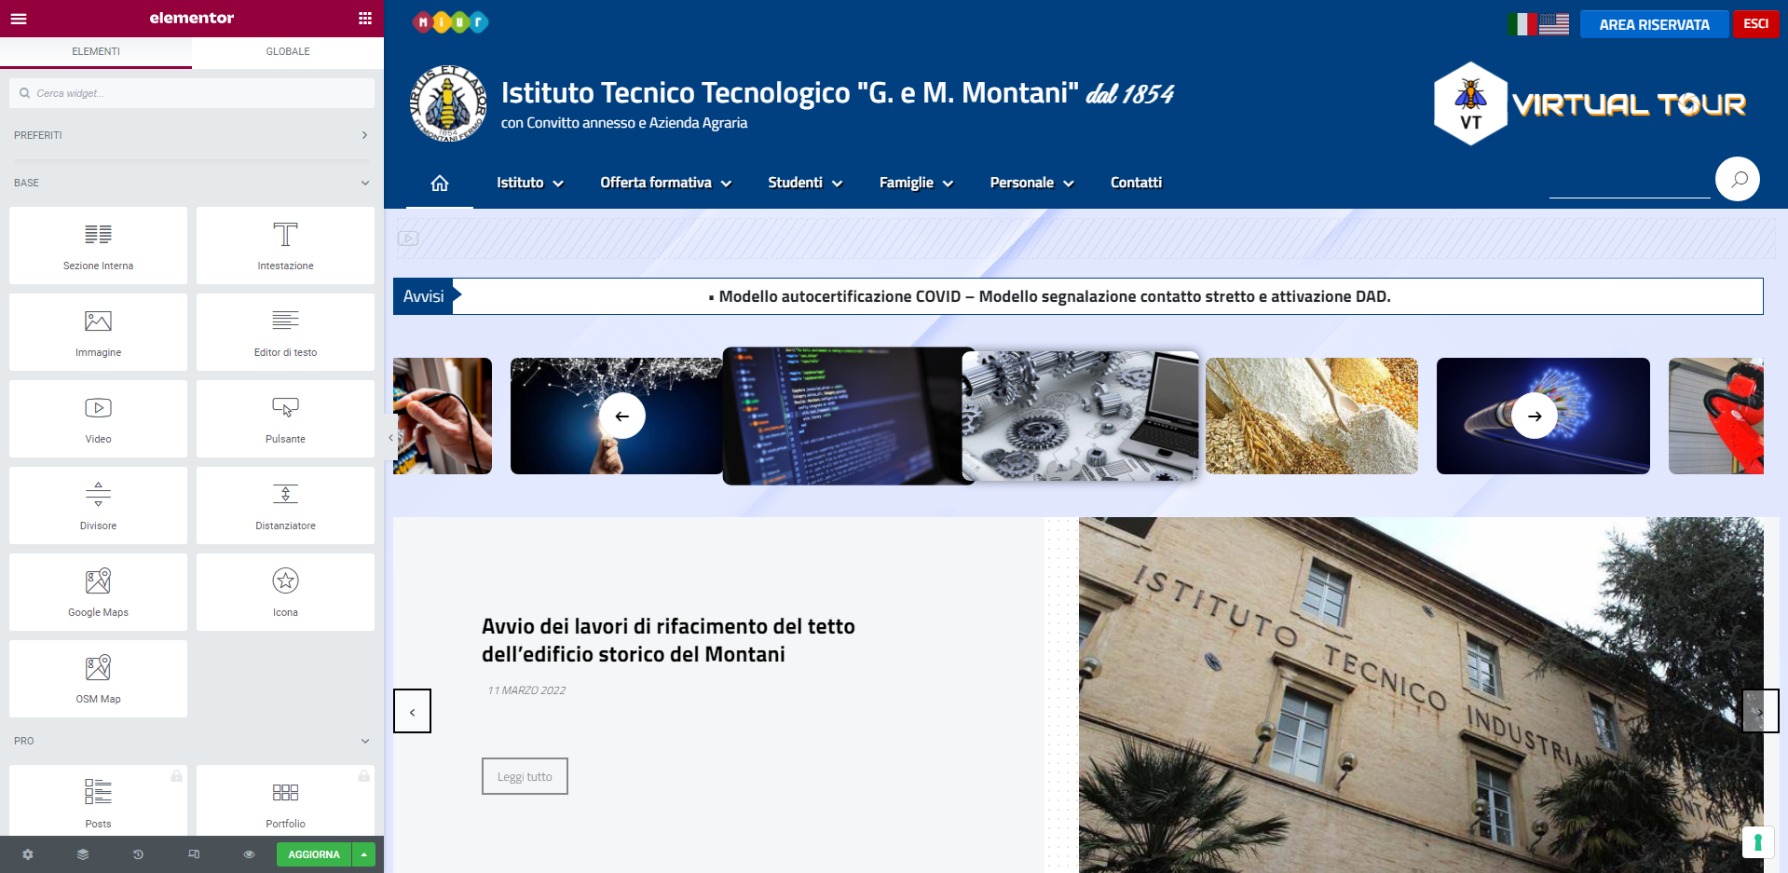 elementor
ELEMENTI
GLOBALE
Cerca widget...
PREFERITI
BASE
Sezione Interna
Intestazione
Immagine
Editor di testo
Video
Pulsante
Divisore
Distanziatore
Google Maps
Icona
OSM Map
PRO
Posts
Portfolio
AGGIORNA
MIUr
AREA RISERVATA
ESCI
VIRTUS ET LABOR
1854
ITI MONTANI FERMO
Istituto Tecnico Tecnologico "G. e M. Montani" dal 1854
con Convitto annesso e Azienda Agraria
VT
VIRTUAL TOUR
Istituto
Offerta formativa
Studenti
Famiglie
Personale
Contatti
Avvisi
▪ Modello autocertificazione COVID – Modello segnalazione contatto stretto e attivazione DAD.
Avvio dei lavori di rifacimento del tetto
dell’edificio storico del Montani
11 MARZO 2022
Leggi tutto
ISTITUTO TECNICO INDUSTRIA